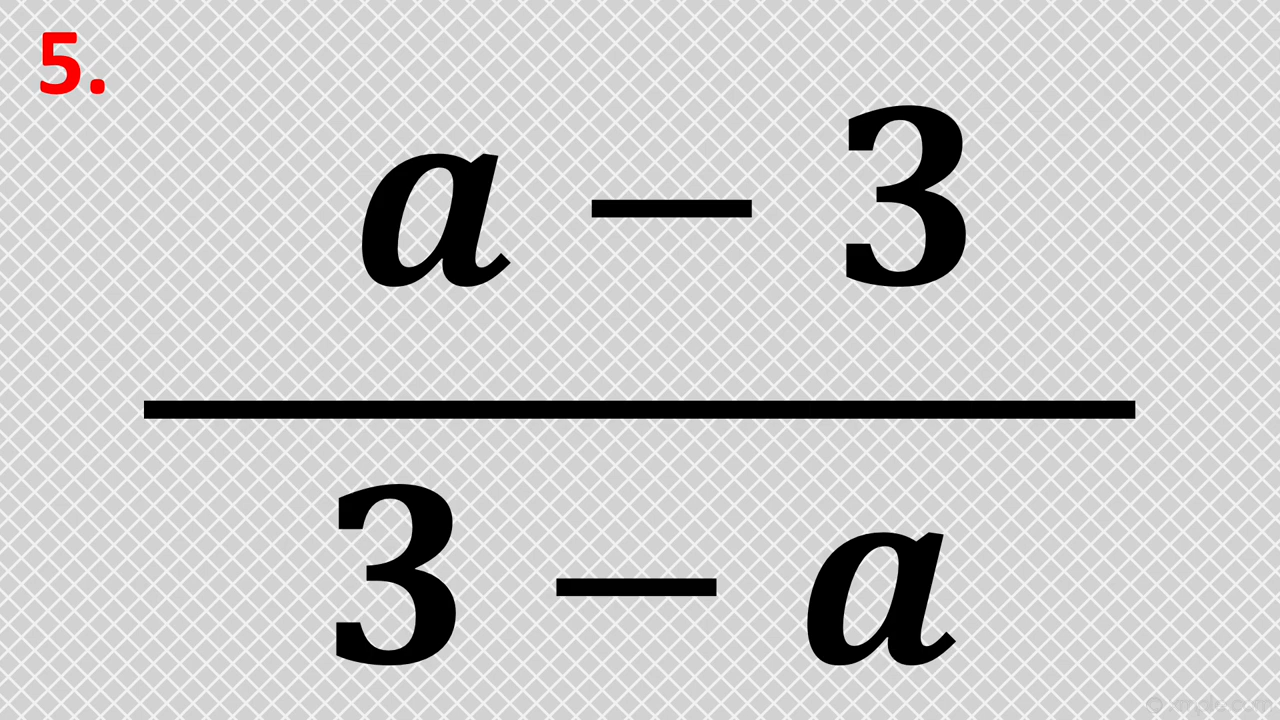 5.
a − 3
3 − a